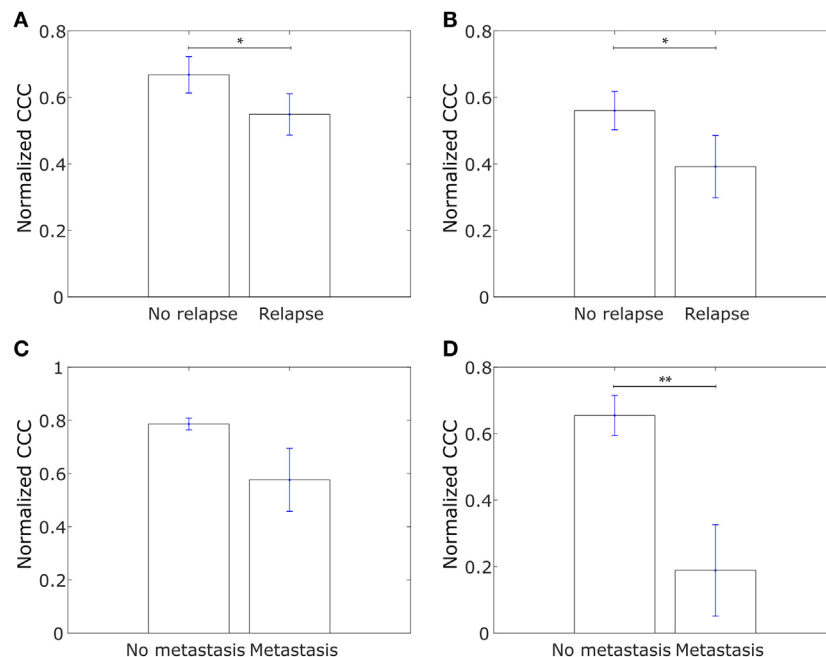 A
0.8
0.6
0.4
0.2
0
Normalized CCC
*
No relapse Relapse
B
0.8
0.6
0.4
0.2
0
Normalized CCC
*
No relapse Relapse
C
1
0.8
0.6
0.4
0.2
0
Normalized CCC
No metastasis Metastasis
D
0.8
0.6
0.4
0.2
0
Normalized CCC
**
No metastasis Metastasis